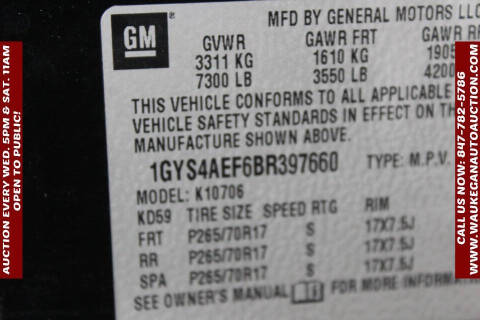 GM
MFD BY GENERAL MOTORS LLC
GVWR GAWR FRT GAWR
3311 KG 1610 KG 1905
7300 LB 3550 LB 4200
THIS VEHICLE CONFORMS TO ALL APPLICABLE
VEHICLE SAFETY STANDARDS IN EFFECT ON
MANUFACTURE SHOWN ABOVE.
1GYS4AEF6BR397660 TYPE: M.P.V.
MODEL: K10706
KD59 TIRE SIZE SPEED RTG RIM
FRT P265/70R17 S 17X7.5J
RR P265/70R17 S 17X7.5J
SPA P265/70R17 S 17X7.5J
SEE OWNER'S MANUAL FOR MORE
AUCTION EVERY WED. 5PM & SAT. 11AM
OPEN TO PUBLIC!
CALL US NOW: 847-782-5786
WWW.WAUKEGANAUTOAUCTION.COM